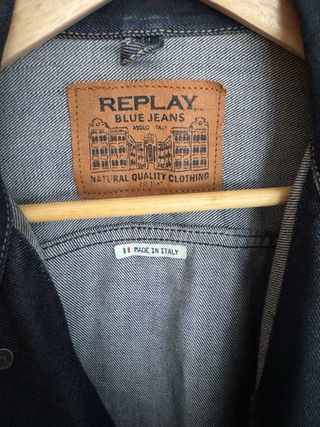 REPLAY
BLUE JEANS
ASOLO ITALY
NATURAL QUALITY CLOTHING
MADE IN ITALY